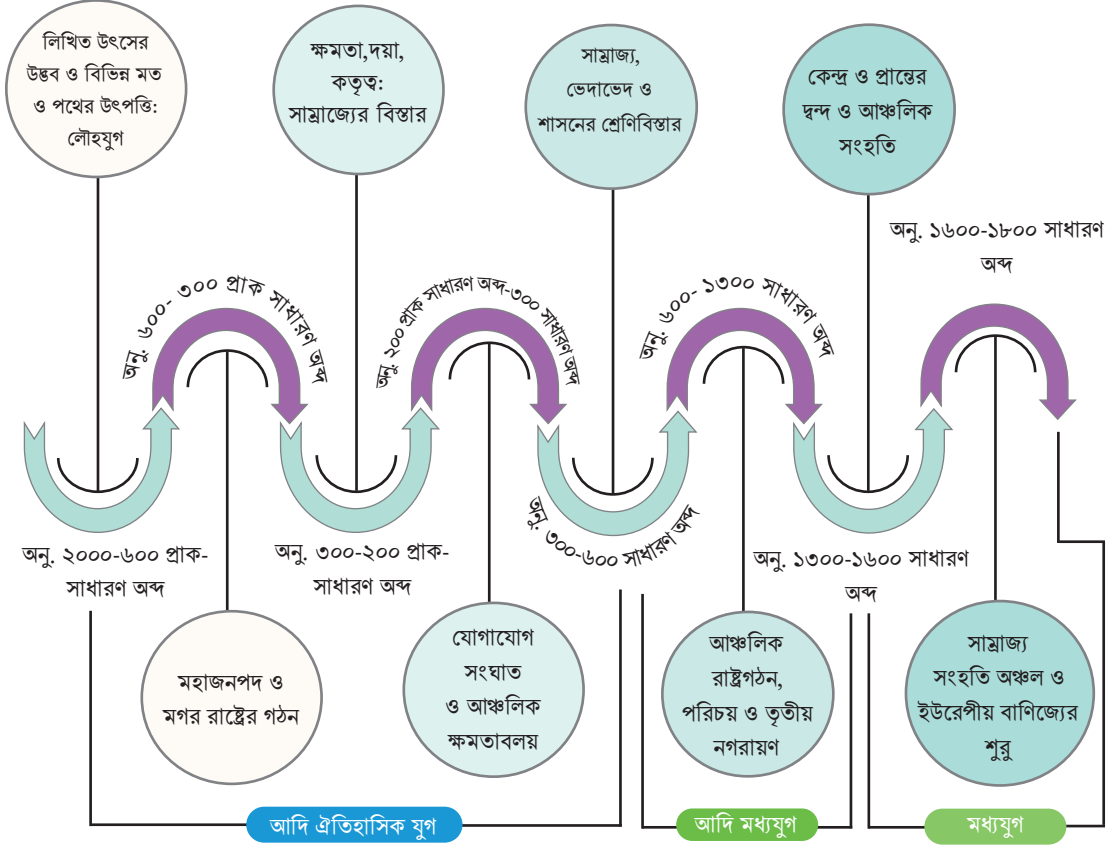 লিখিত উৎসের
উদ্ভব ও বিভিন্ন মত
ও পথের উৎপত্তি:
লৌহযুগ
ক্ষমতা,দয়া,
কতৃত্ব:
সাম্রাজ্যের বিস্তার
সাম্রাজ্য,
ভেদাভেদ ও
শাসনের শ্রেণিবিস্তার
কেন্দ্র ও প্রান্তের
দ্বন্দ ও আঞ্চলিক
সংহতি
অনু. ৬০০- ৩০০ প্রাক সাধারণ অব্দ
অনু. ২০০ প্রাক সাধারণ অব্দ-৩০০ সাধারণ অব্দ
অনু. ৬০০- ১৩০০ সাধারণ অব্দ
অনু. ১৬০০-১৮০০ সাধারণ
অব্দ
অনু. ২০০০-৬০০ প্রাক-
সাধারণ অব্দ
অনু. ৩০০-২০০ প্রাক-
সাধারণ অব্দ
অনু. ৩০০-৬০০ সাধারণ অব্দ
অনু. ১৩০০-১৬০০ সাধারণ
অব্দ
মহাজনপদ ও
মগর রাষ্ট্রের গঠন
যোগাযোগ
সংঘাত
ও আঞ্চলিক
ক্ষমতাবলয়
আঞ্চলিক
রাষ্ট্রগঠন,
পরিচয় ও তৃতীয়
নগরায়ণ
সাম্রাজ্য
সংহতি অঞ্চল ও
ইউরেপীয় বাণিজ্যের
শুরু
আদি ঐতিহাসিক যুগ
আদি মধ্যযুগ
মধ্যযুগ